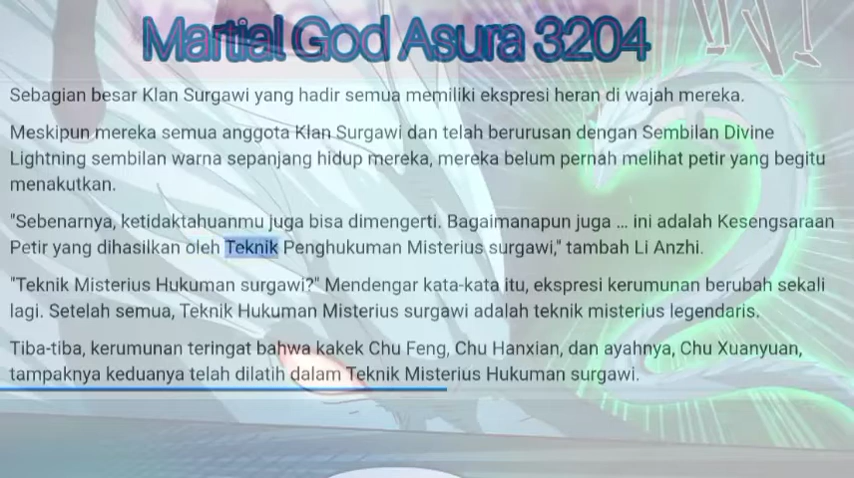 Martial God Asura 3204
Sebagian besar Klan Surgawi yang hadir semua memiliki ekspresi heran di wajah mereka.
Meskipun mereka semua anggota Klan Surgawi dan telah berurusan dengan Sembilan Divine
Lightning sembilan warna sepanjang hidup mereka, mereka belum pernah melihat petir yang begitu
menakutkan.
"Sebenarnya, ketidaktahuanmu juga bisa dimengerti. Bagaimanapun juga ... ini adalah Kesengsaraan
Petir yang dihasilkan oleh Teknik Penghukuman Misterius surgawi," tambah Li Anzhi.
"Teknik Misterius Hukuman surgawi?" Mendengar kata-kata itu, ekspresi kerumunan berubah sekali
lagi. Setelah semua, Teknik Hukuman Misterius surgawi adalah teknik misterius legendaris.
Tiba-tiba, kerumunan teringat bahwa kakek Chu Feng, Chu Hanxian, dan ayahnya, Chu Xuanyuan,
tampaknya keduanya telah dilatih dalam Teknik Misterius Hukuman surgawi.